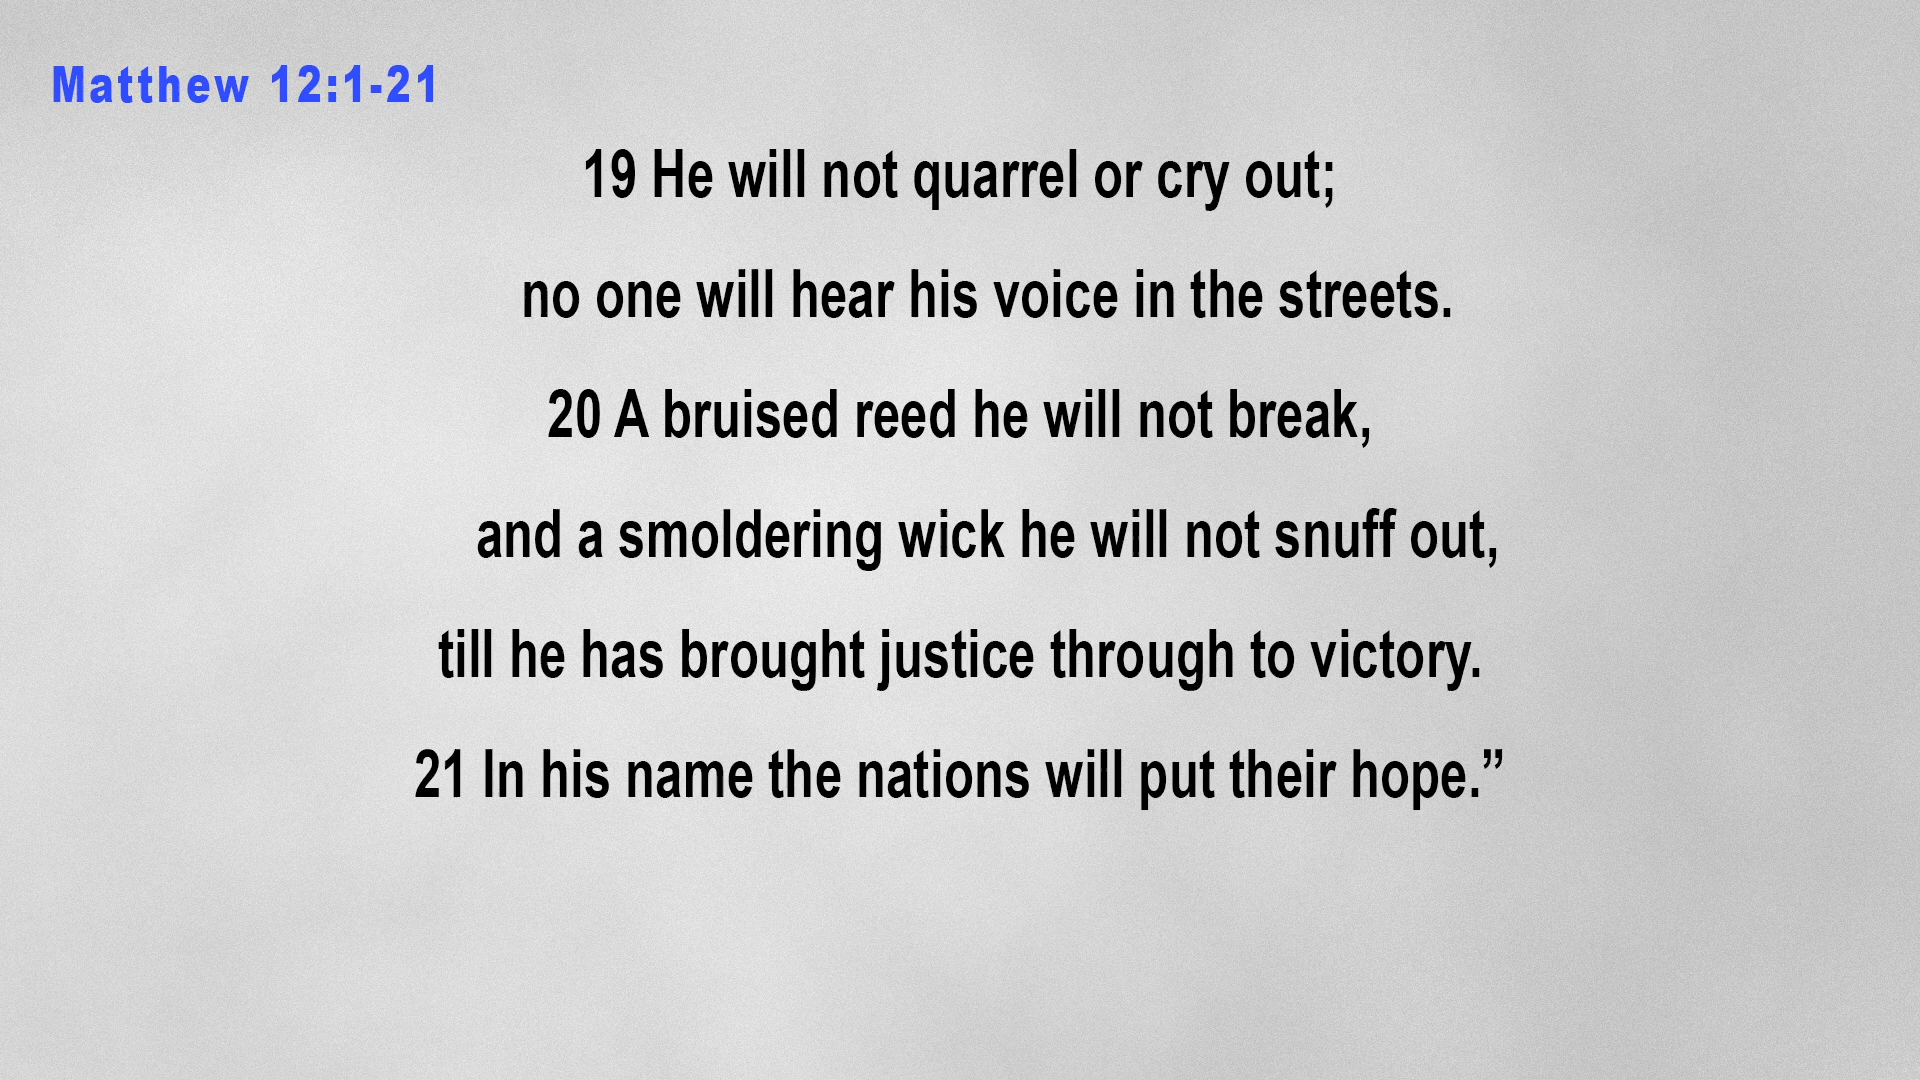 Matthew 12:1-21
19 He will not quarrel or cry out;
no one will hear his voice in the streets.
20 A bruised reed he will not break,
and a smoldering wick he will not snuff out,
till he has brought justice through to victory.
21 In his name the nations will put their hope.”